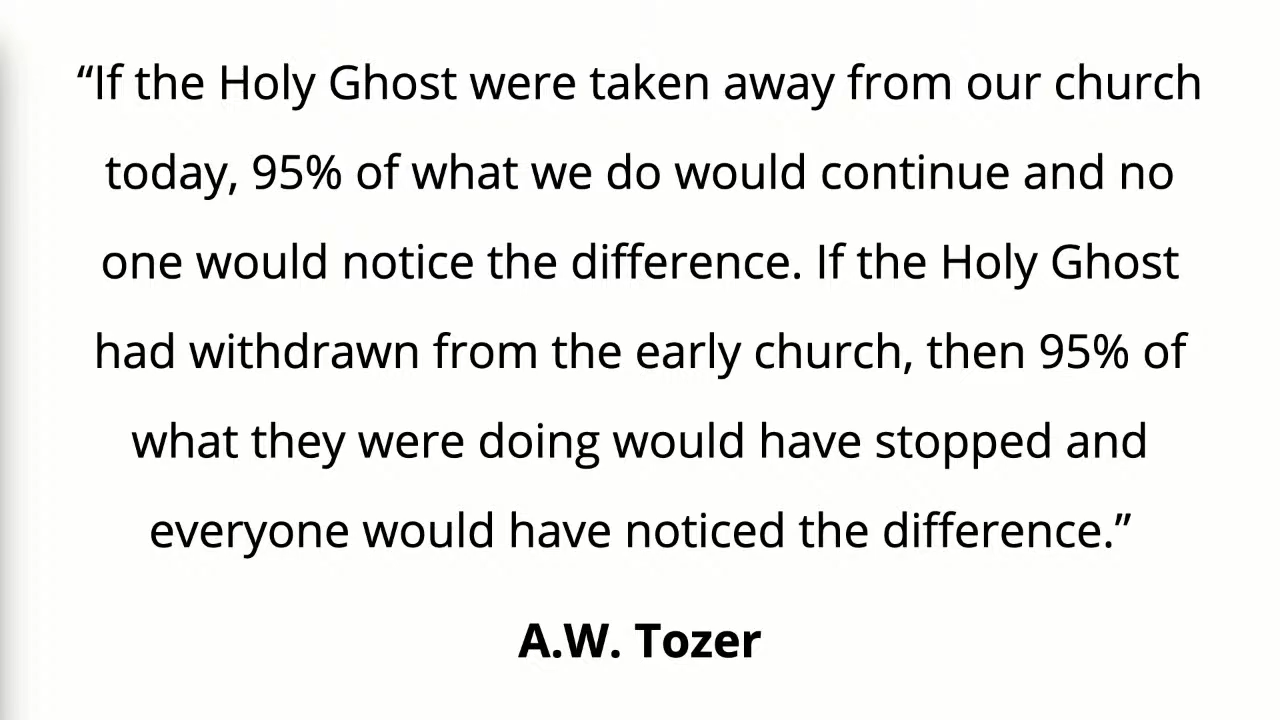 “If the Holy Ghost were taken away from our church
today, 95% of what we do would continue and no
one would notice the difference. If the Holy Ghost
had withdrawn from the early church, then 95% of
what they were doing would have stopped and
everyone would have noticed the difference.”
A.W. Tozer